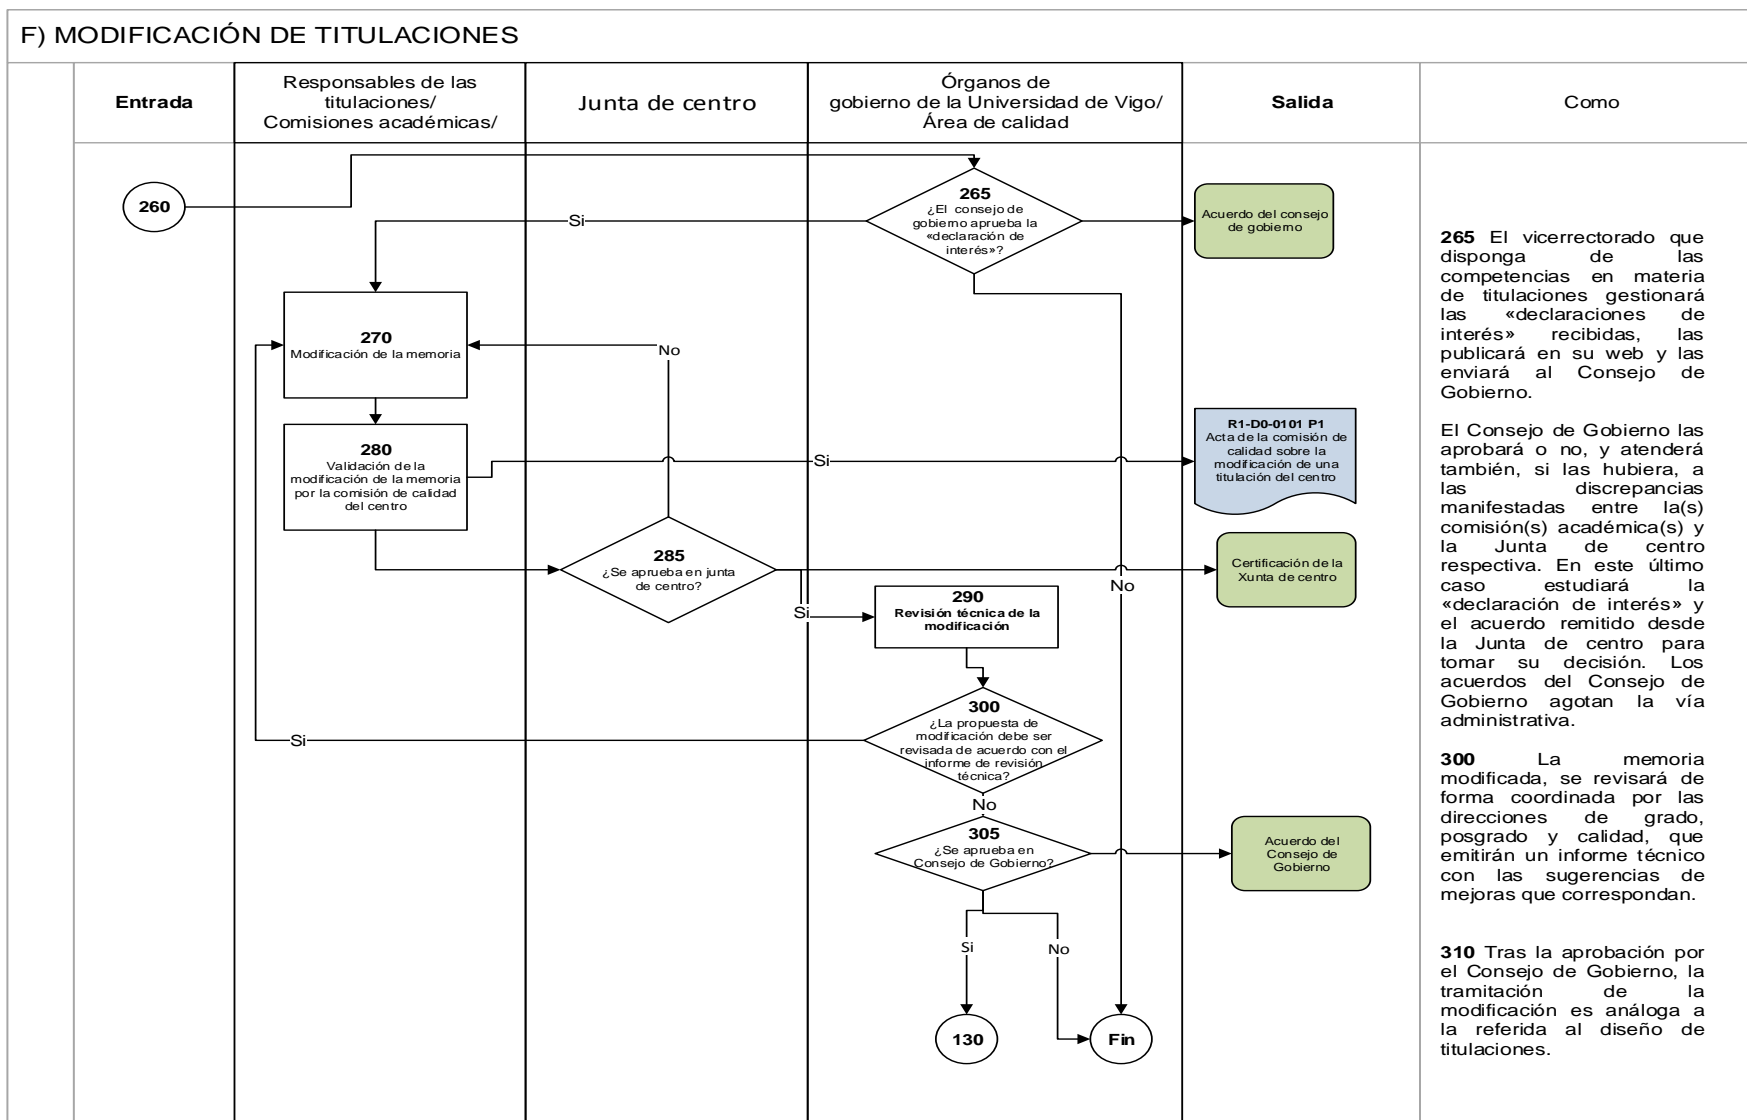 F) MODIFICACIÓN DE TITULACIONES
Entrada
Responsables de las
titulaciones/
Comisiones académicas/
Junta de centro
Órganos de
gobierno de la Universidad de Vigo/
Área de calidad
Salida
Como
260
265
¿El consejo de
gobierno aprueba la
«declaración de
interés»?
Si
Acuerdo del consejo
de gobierno
270
Modificación de la memoria
No
280
Validación de la
modificación de la memoria
por la comisión de calidad
del centro
Si
R1-D0-0101 P1
Acta de la comisión de
calidad sobre la
modificación de una
titulación del centro
285
¿Se aprueba en junta
de centro?
Si
Certificación de la
Xunta de centro
No
290
Revisión técnica de la
modificación
300
¿La propuesta de
modificación debe ser
revisada de acuerdo con el
informe de revisión
técnica?
Si
No
305
¿Se aprueba en
Consejo de Gobierno?
Acuerdo del
Consejo de
Gobierno
Si
No
130
Fin
265 El vicerrectorado que
disponga de las
competencias en materia
de titulaciones gestionará
las «declaraciones de
interés» recibidas, las
publicará en su web y las
enviará al Consejo de
Gobierno.
El Consejo de Gobierno las
aprobará o no, y atenderá
también, si las hubiera, a
las discrepancias
manifestadas entre la(s)
comisión(s) académica(s) y
la Junta de centro
respectiva. En este último
caso estudiará la
«declaración de interés» y
el acuerdo remitido desde
la Junta de centro para
tomar su decisión. Los
acuerdos del Consejo de
Gobierno agotan la vía
administrativa.
300 La memoria
modificada, se revisará de
forma coordinada por las
direcciones de grado,
posgrado y calidad, que
emitirán un informe técnico
con las sugerencias de
mejoras que correspondan.
310 Tras la aprobación por
el Consejo de Gobierno, la
tramitación de la
modificación es análoga a
la referida al diseño de
titulaciones.